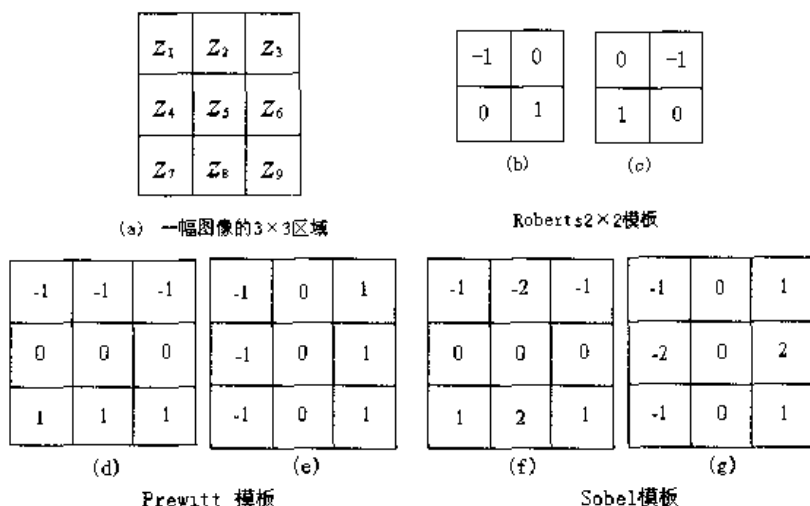 Z₁ Z₂ Z₃
Z₄ Z₅ Z₆
Z₇ Z₈ Z₉
(a) 一幅图像的3×3区域
-1 0
0 1
(b)
0 -1
1 0
(c)
Roberts2×2模板
-1 -1 -1
0 0 0
1 1 1
(d)
-1 0 1
-1 0 1
-1 0 1
(e)
Prewitt 模板
-1 -2 -1
0 0 0
1 2 1
(f)
-1 0 1
-2 0 2
-1 0 1
(g)
Sobel模板